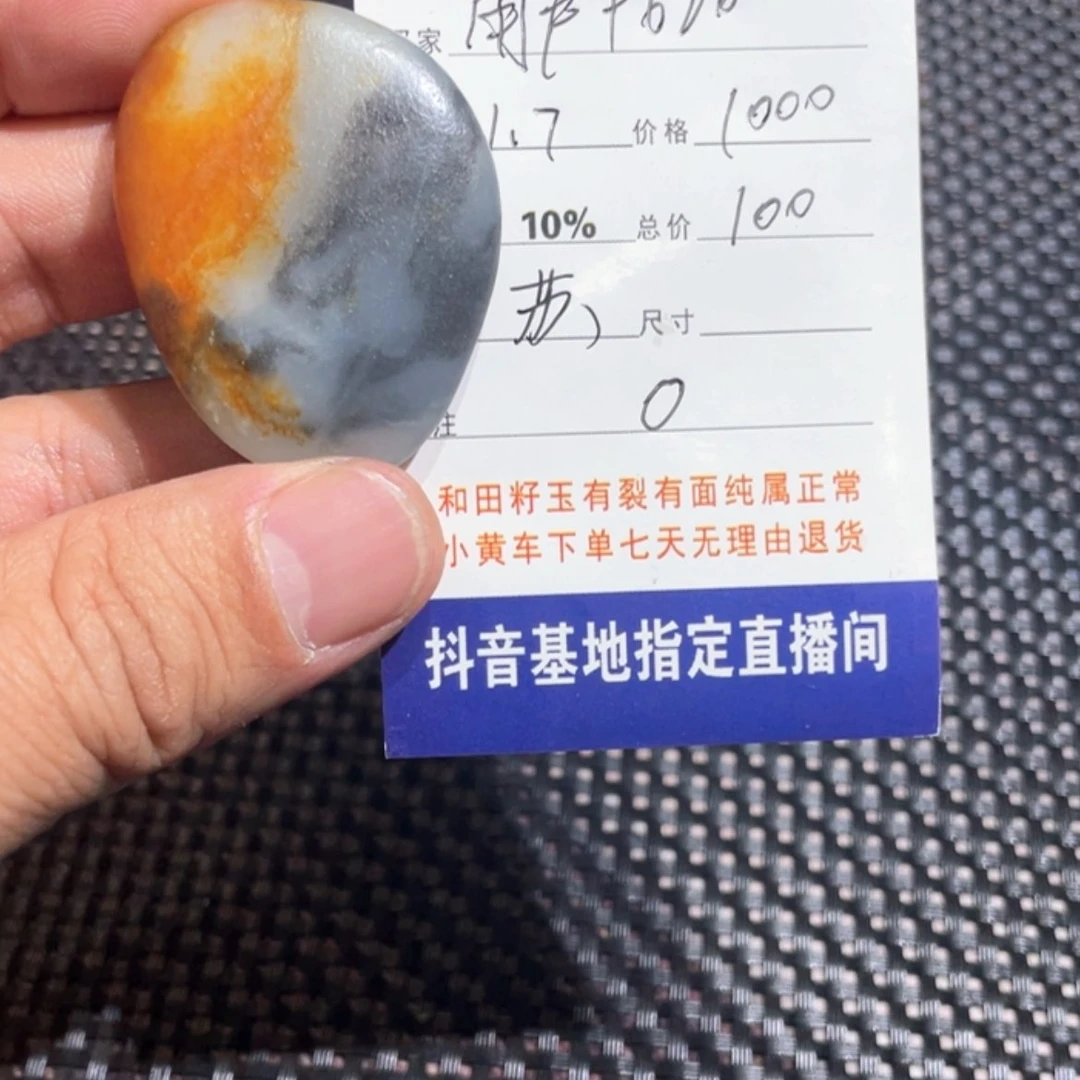 家
1.7 价格 1000
10% 总价 100
尺寸
注 0
和田籽玉有裂有面纯属正常
小黄车下单七天无理由退货
抖音基地指定直播间